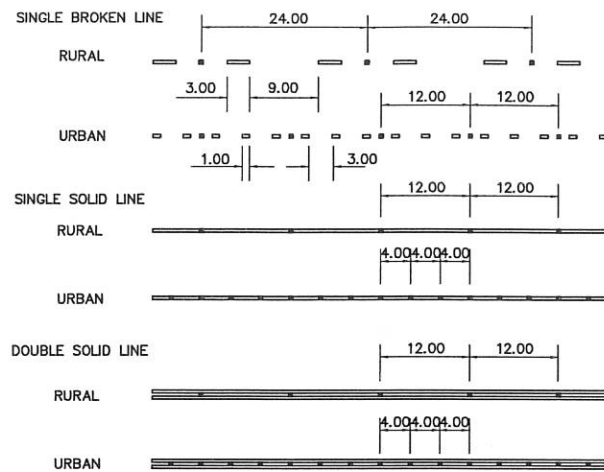 SINGLE BROKEN LINE
24.00 24.00
RURAL
3.00 9.00
12.00 12.00
URBAN
1.00 3.00
12.00 12.00
SINGLE SOLID LINE
RURAL
4.00 4.00 4.00
URBAN
DOUBLE SOLID LINE
12.00 12.00
RURAL
4.00 4.00 4.00
URBAN